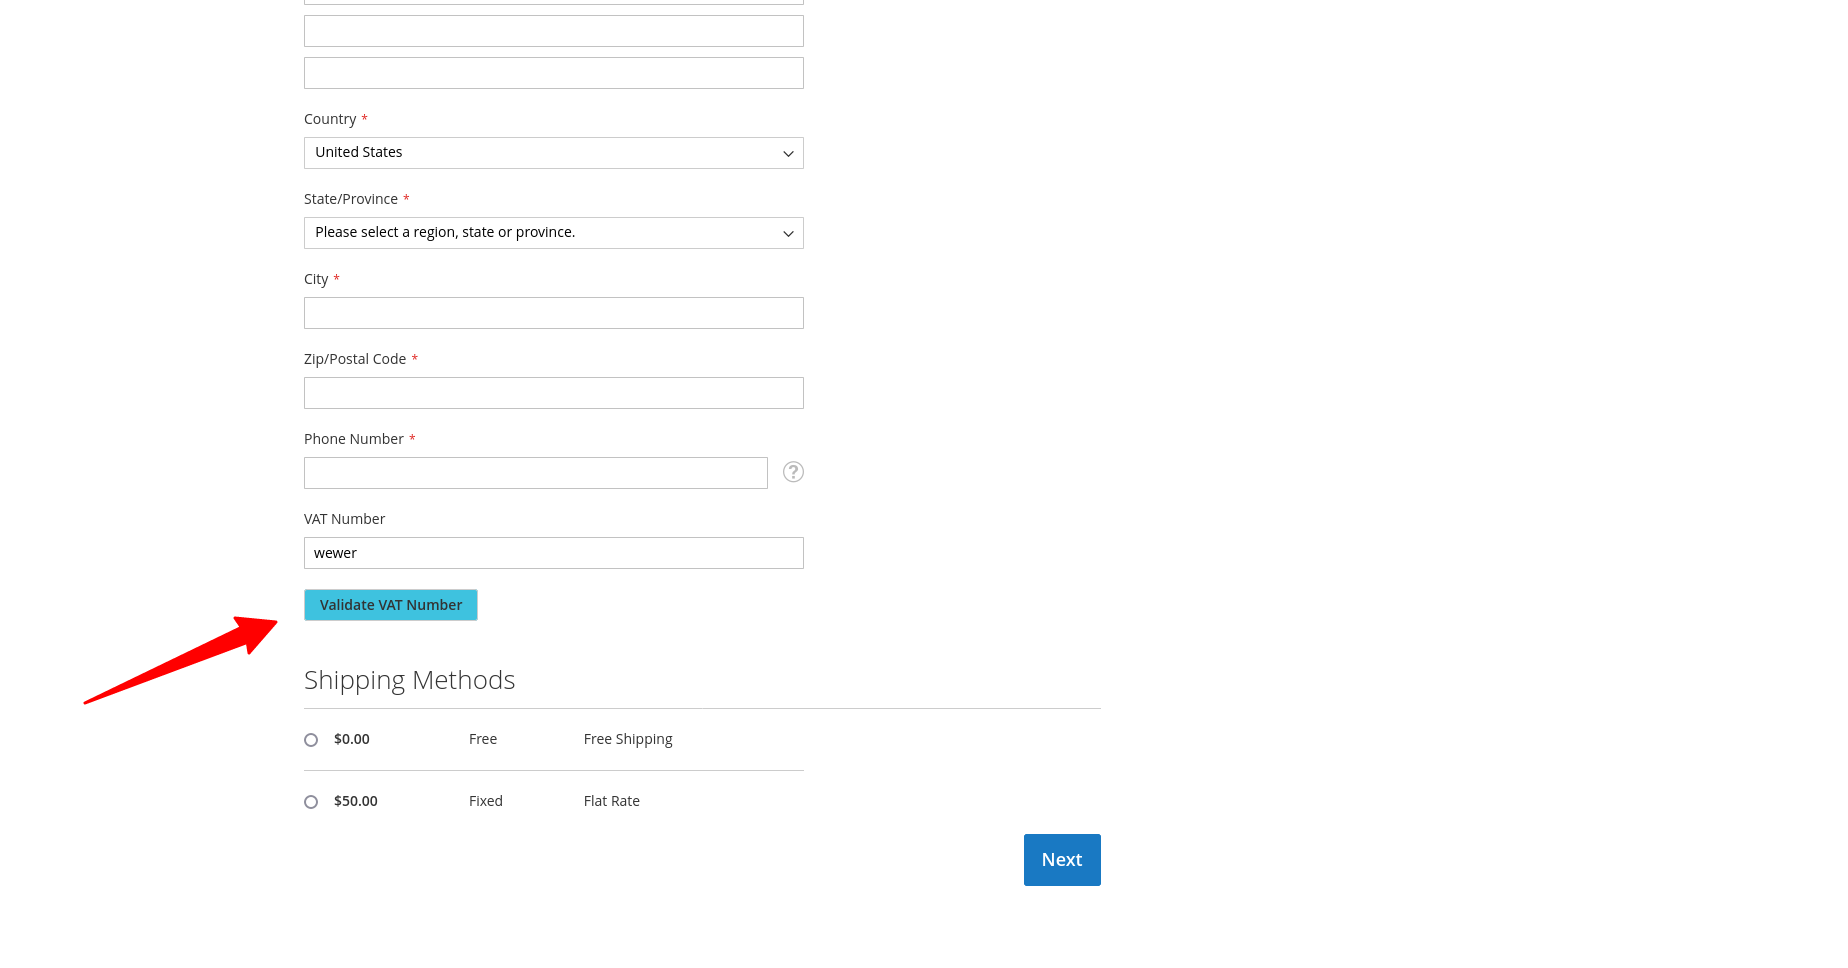 Country *
United States
State/Province *
Please select a region, state or province.
City *
Zip/Postal Code *
Phone Number *
?
VAT Number
wewer
Validate VAT Number
Shipping Methods
$0.00 Free Free Shipping
$50.00 Fixed Flat Rate
Next